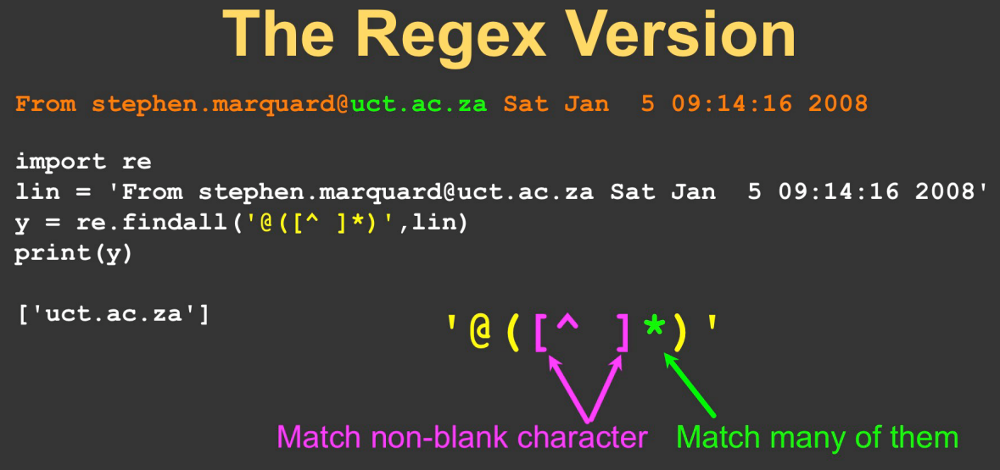 The Regex Version
From stephen.marquard@uct.ac.za Sat Jan  5 09:14:16 2008
import re
lin = 'From stephen.marquard@uct.ac.za Sat Jan  5 09:14:16 2008'
y = re.findall('@([^ ]*)',lin)
print(y)
['uct.ac.za']
'@([^ ]*)'
Match non-blank character
Match many of them